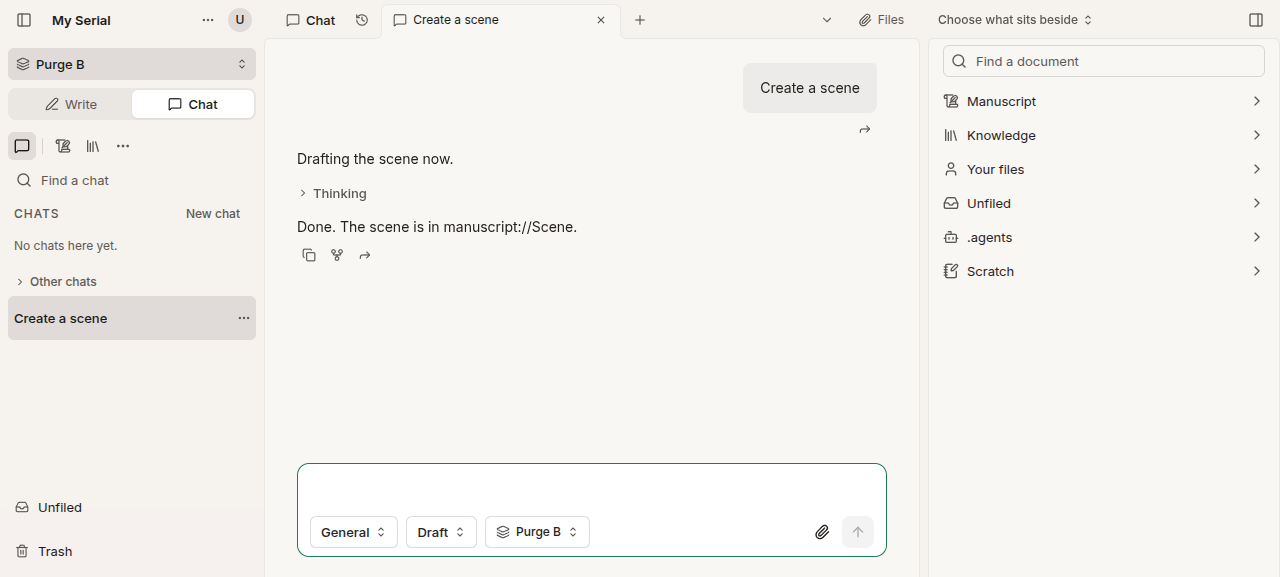 My Serial
U
Purge B
Write
Chat
Find a chat
CHATS
New chat
No chats here yet.
Other chats
Create a scene
Unfiled
Trash
Chat
Create a scene
Files
Create a scene
Drafting the scene now.
Thinking
Done. The scene is in manuscript://Scene.
General
Draft
Purge B
Choose what sits beside
Find a document
Manuscript
Knowledge
Your files
Unfiled
.agents
Scratch